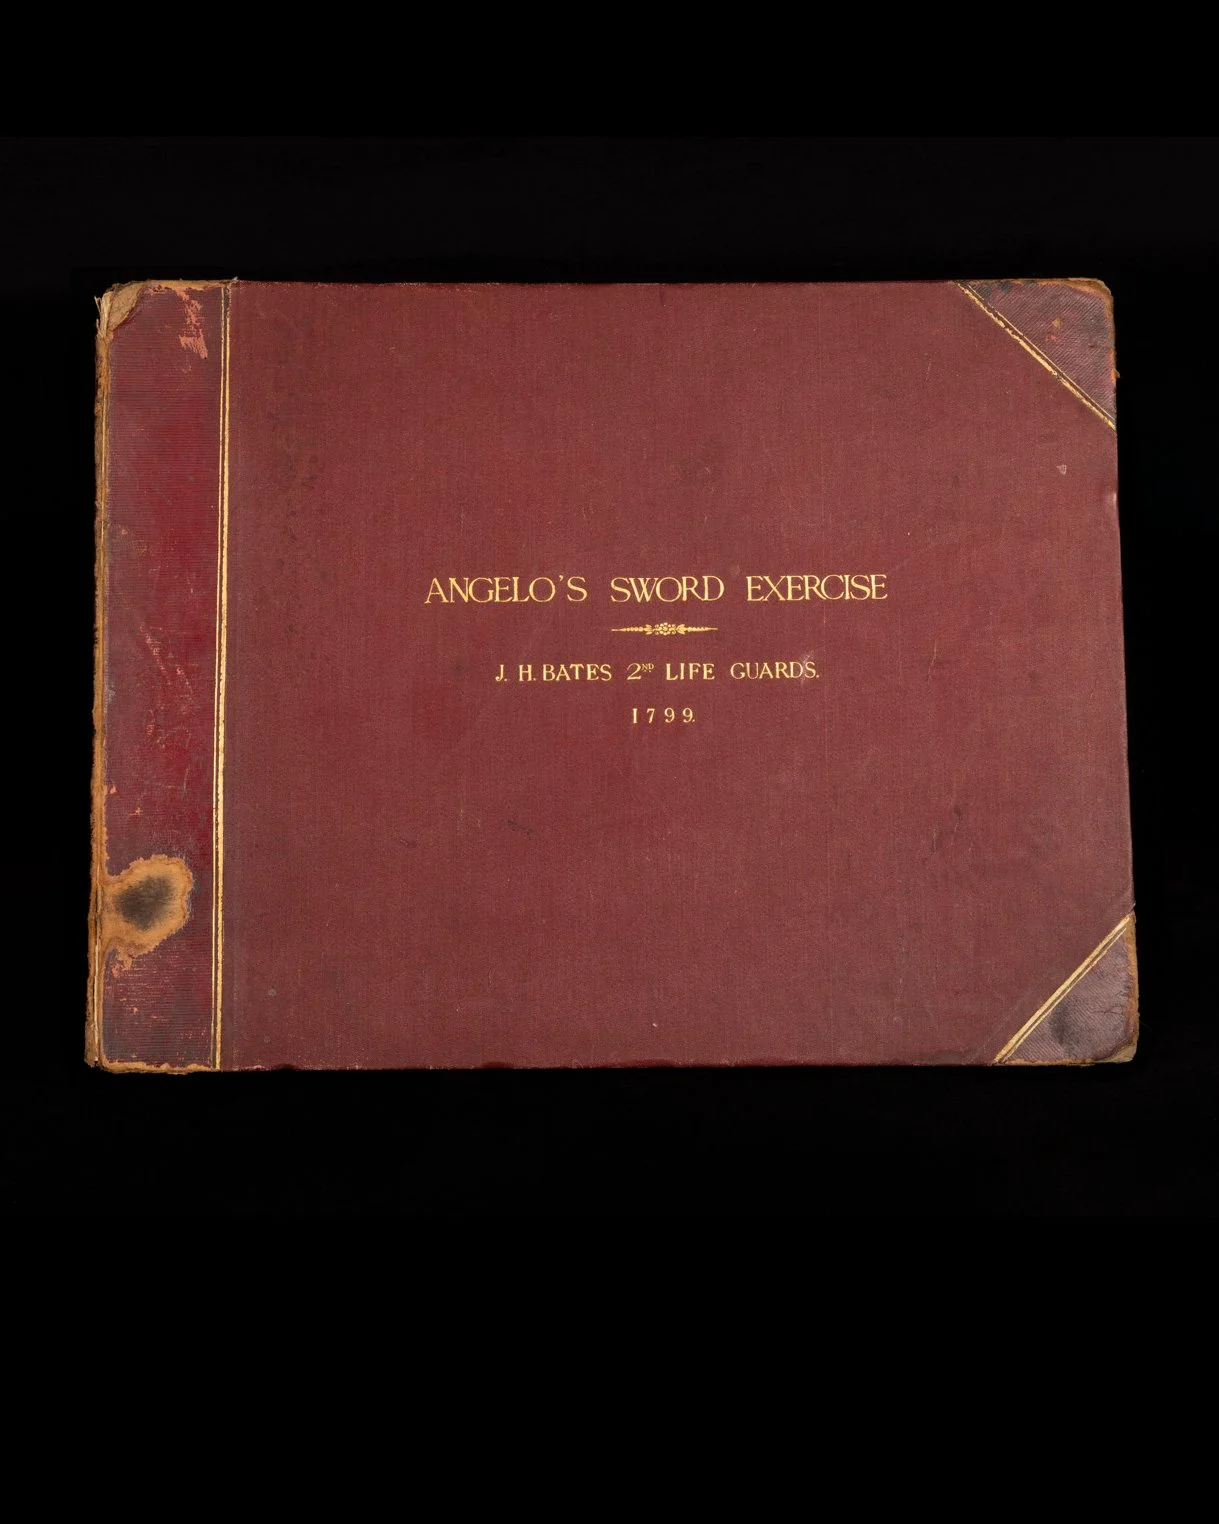 ANGELO'S SWORD EXERCISE
J. H. BATES 2ND LIFE GUARDS.
1799.